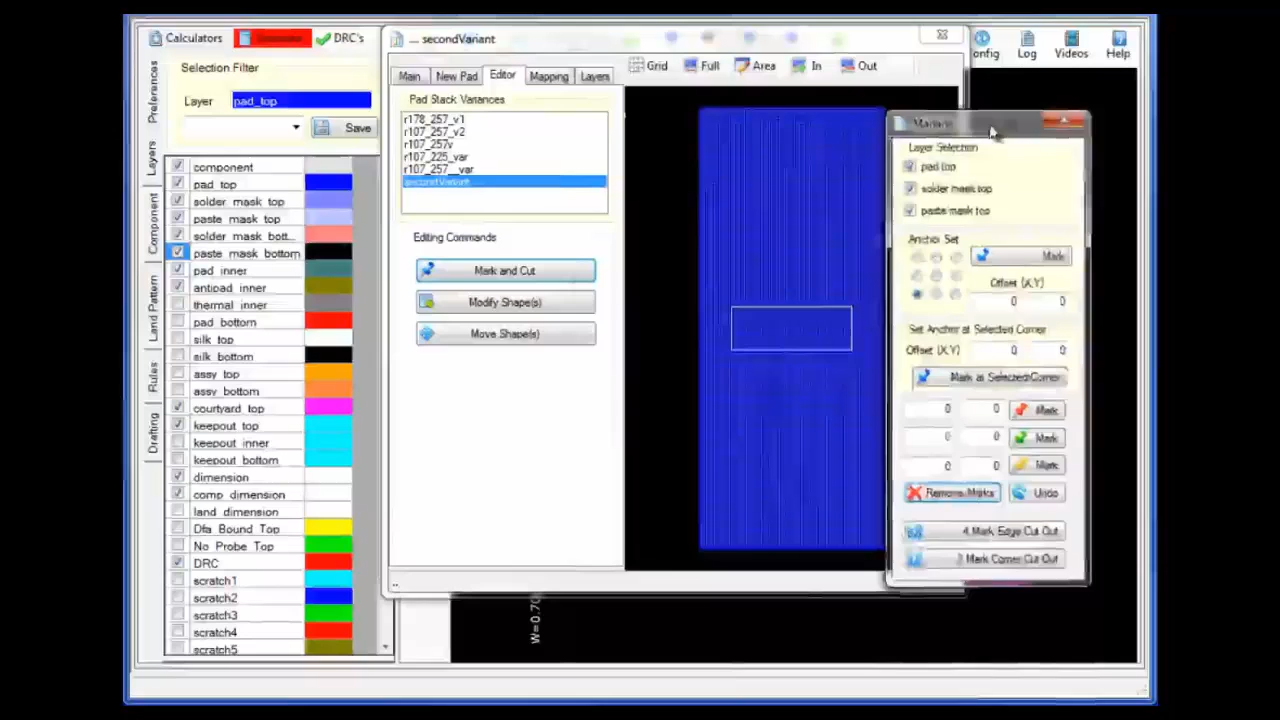 Calculators
DRC's
... secondVariant
onfig
Log
Videos
Help
Selection Filter
Layer
pad_top
Save
Preferences
Layers
Component
Land Pattern
Rules
Drafting
component
pad_top
solder_mask_top
paste_mask_top
solder_mask_bott...
paste_mask_bottom
pad_inner
antipad_inner
thermal_inner
pad_bottom
silk_top
silk_bottom
assy_top
assy_bottom
courtyard_top
keepout_top
keepout_inner
keepout_bottom
dimension
comp_dimension
land_dimension
Dfa_Bound_Top
No_Probe_Top
DRC
scratch1
scratch2
scratch3
scratch4
scratch5
Main
New Pad
Editor
Mapping
Layers
Grid
Full
Area
In
Out
Pad Stack Variances
r178_257_v1
r107_257_v2
r107_257v
r107_225_var
r107_257__var
secondVariant
Editing Commands
Mark and Cut
Modify Shape(s)
Move Shape(s)
..
W=0.70
Layer Selection
pad top
solder mask top
paste mask top
Anchor Set
Mark
Offset (X,Y)
0 0
Set Anchor at Selected Corner
Offset (X,Y) 0 0
Mark at Selected Corner
0 0 Mark
0 0 Mark
0 0 Mark
Remove Marks
Undo
4 Mark Edge Cut Out
Mark Corner Cut Out